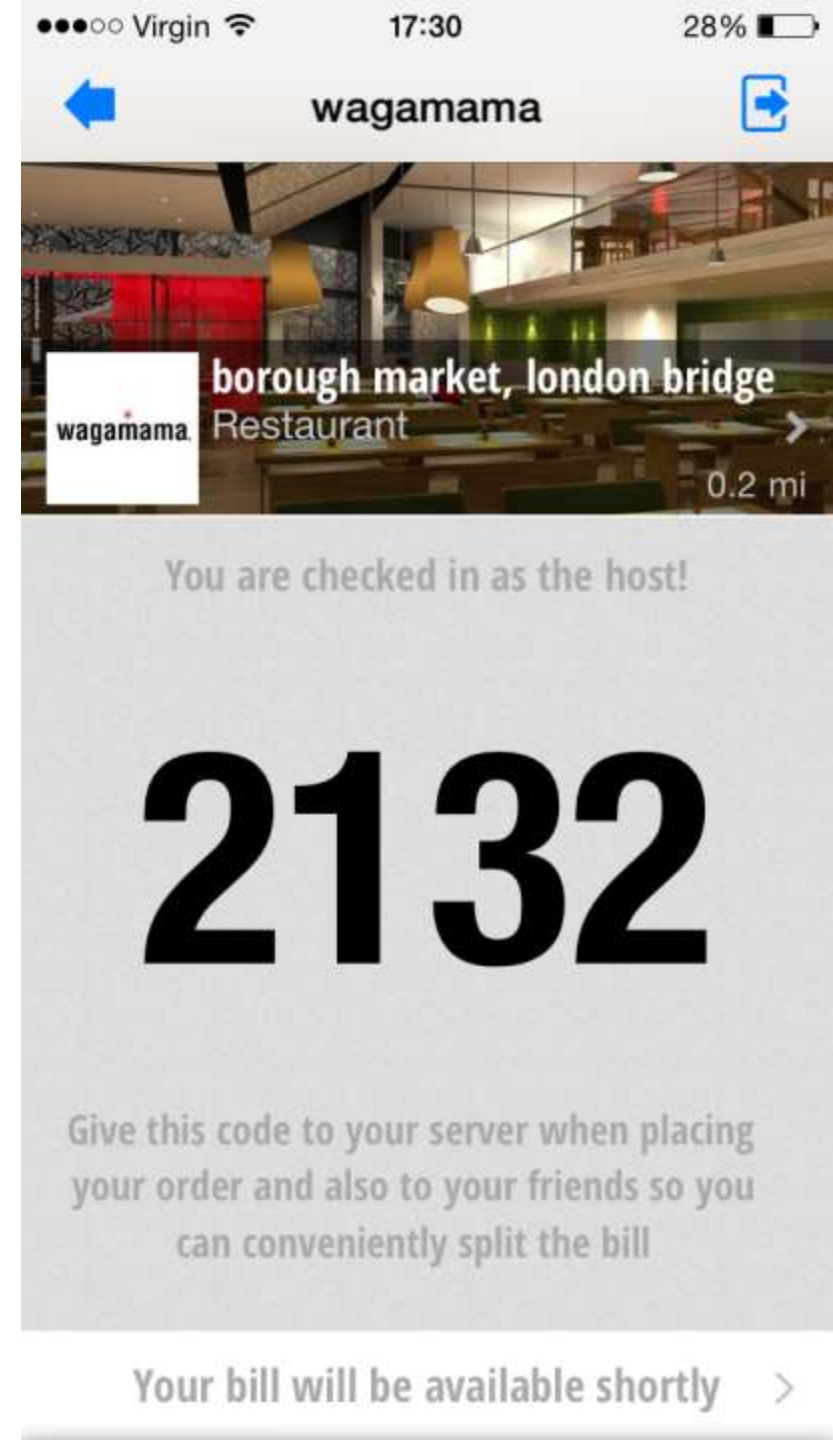 Virgin 17:30 28%
wagamama
borough market, london bridge
wagamama. Restaurant
0.2 mi
You are checked in as the host!
2132
Give this code to your server when placing
your order and also to your friends so you
can conveniently split the bill
Your bill will be available shortly